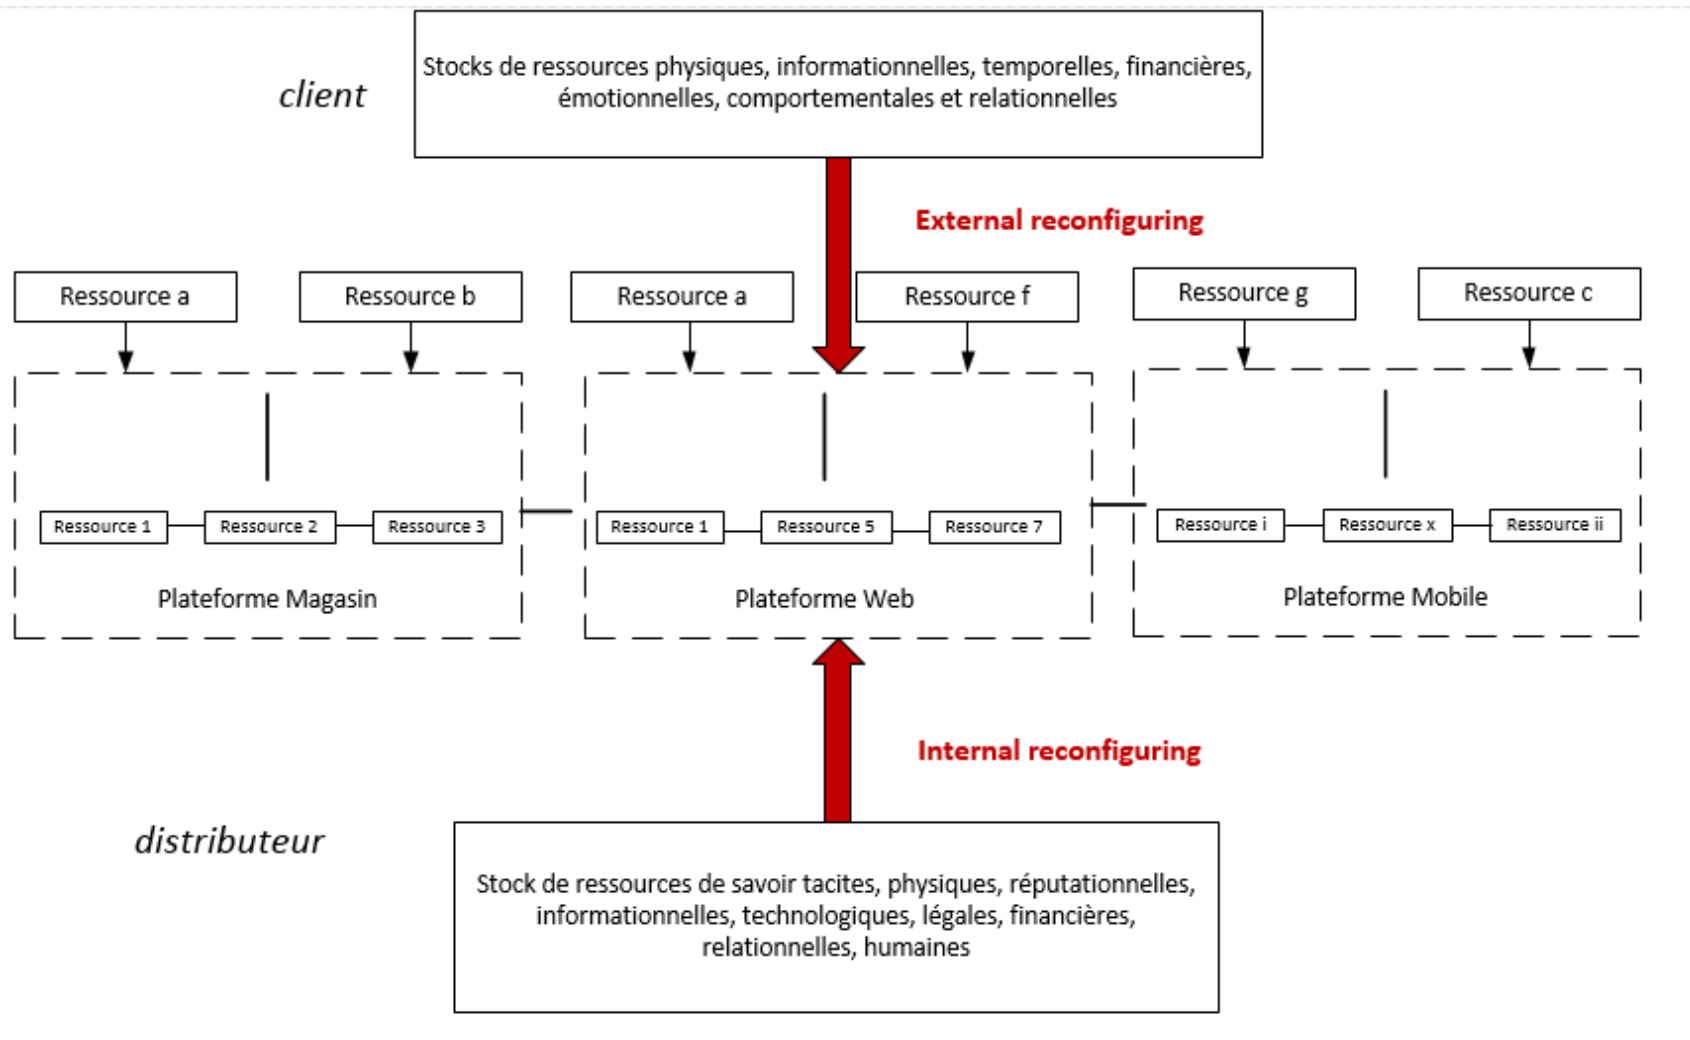 Stocks de ressources physiques, informationnelles, temporelles, financières,
émotionnelles, comportementales et relationnelles
client
External reconfiguring
Ressource a
Ressource b
Ressource a
Ressource f
Ressource g
Ressource c
Ressource 1
Ressource 2
Ressource 3
Ressource 1
Ressource 5
Ressource 7
Ressource i
Ressource x
Ressource ii
Plateforme Magasin
Plateforme Web
Plateforme Mobile
Internal reconfiguring
distributeur
Stock de ressources de savoir tacites, physiques, réputationnelles,
informationnelles, technologiques, légales, financières,
relationnelles, humaines